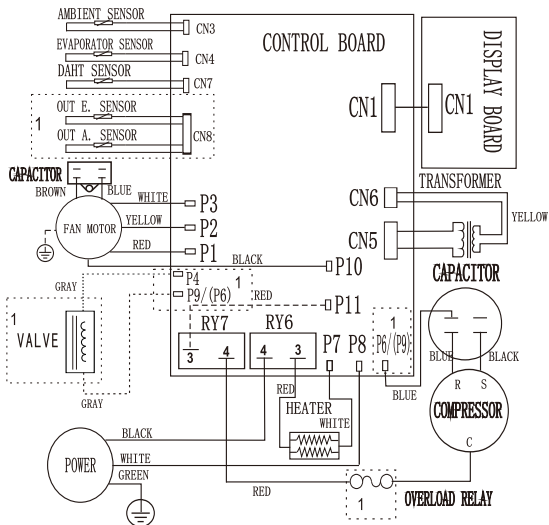 AMBIENT SENSOR
CN3
EVAPORATOR SENSOR
CN4
DAHT SENSOR
CN7
OUT E. SENSOR
1
OUT A. SENSOR
CN8
CONTROL BOARD
CN1
CN1
DISPLAY BOARD
CAPACITOR
BROWN
BLUE
WHITE
P3
YELLOW
P2
RED
P1
FAN MOTOR
CN6
TRANSFORMER
YELLOW
CN5
BLACK
P10
CAPACITOR
GRAY
P4
1
P9/(P6)
RED
P11
1
VALVE
RY7
RY6
P7
P8
1
P6/(P9)
3
4
4
3
BLUE
BLACK
BLUE
R
S
COMPRESSOR
C
GRAY
RED
HEATER
WHITE
BLACK
WHITE
GREEN
POWER
RED
1
OVERLOAD RELAY